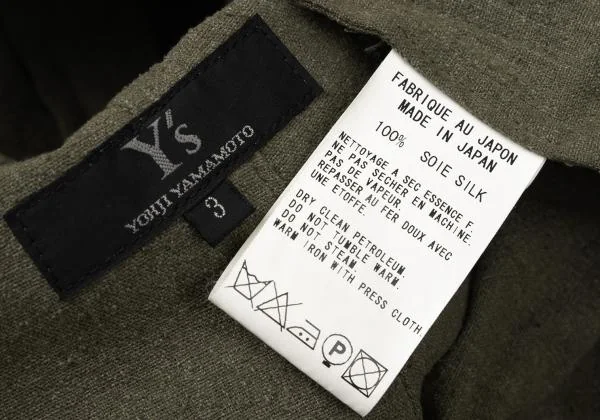 Y's
YOHJI YAMAMOTO
3
FABRIQUE AU JAPON
MADE IN JAPAN
100% SOIE SILK
NETTOYAGE A SEC ESSENCE F.
NE PAS SECHER EN MACHINE.
PAS DE VAPEUR.
REPASSER AU FER DOUX AVEC
UNE ETOFFE.
DRY CLEAN PETROLEUM.
DO NOT TUMBLE WARM.
DO NOT STEAM.
WARM IRON WITH PRESS CLOTH
P